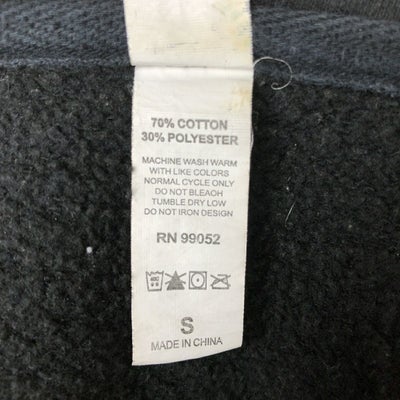 70% COTTON
30% POLYESTER
MACHINE WASH WARM
WITH LIKE COLORS
NORMAL CYCLE ONLY
DO NOT BLEAOH
TUMBLE DRY LOW
DO NOT IRON DESIGN
RN 99052
S
MADE IN CHINA